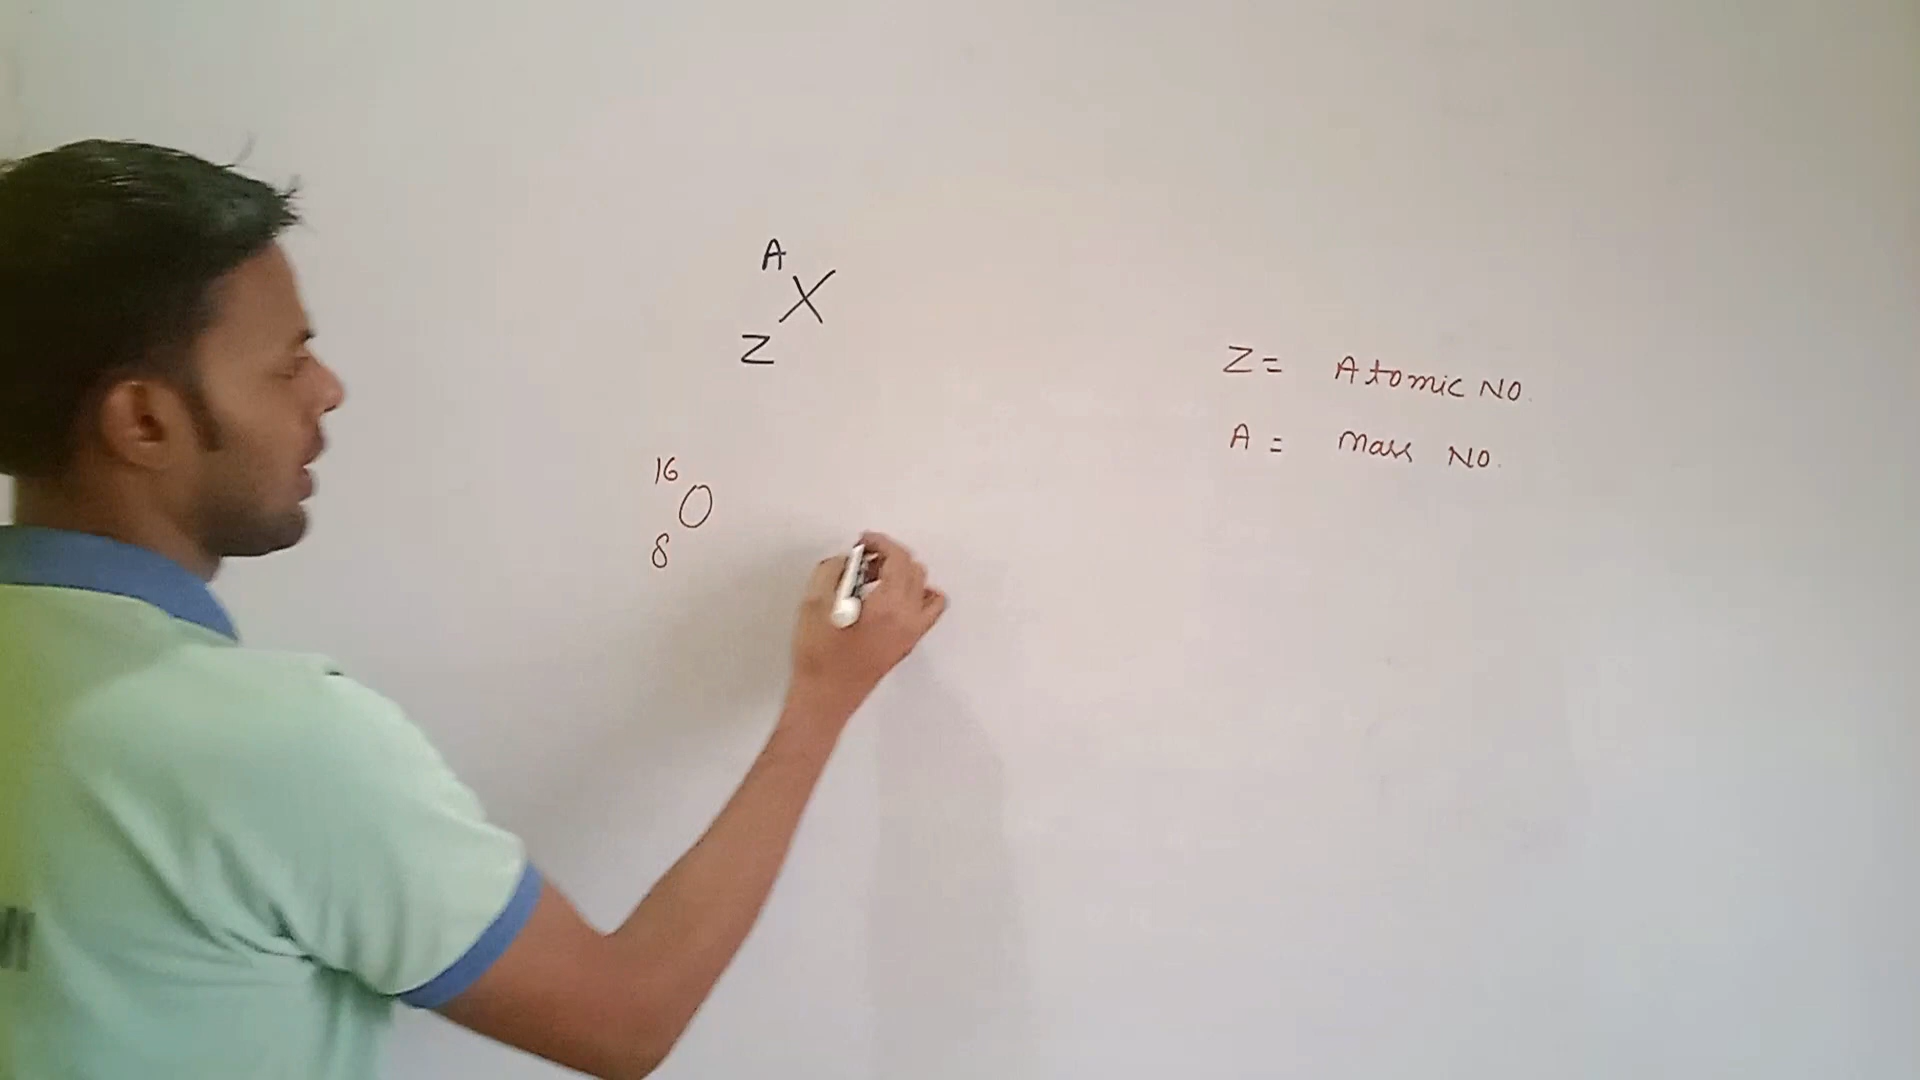 A
X
Z
Z = Atomic NO.
A = Mass NO.
16
O
8